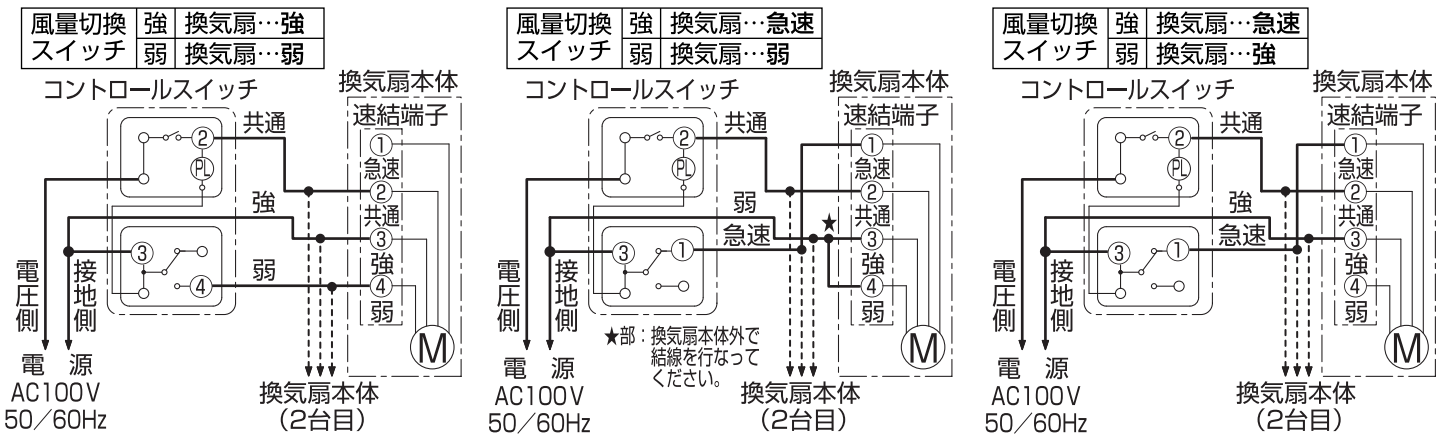 風量切換
スイッチ
強 換気扇…強
弱 換気扇…弱
コントロールスイッチ
換気扇本体
速結端子
共通
②
①
PL
急速
②
強
共通
③
③
弱
強
④
④
弱
電圧側
接地側
M
電源
AC100V
50/60Hz
換気扇本体
(2台目)
風量切換
スイッチ
強 換気扇…急速
弱 換気扇…弱
コントロールスイッチ
換気扇本体
速結端子
共通
②
①
PL
急速
②
弱
★
共通
急速
③
③
①
強
④
弱
電圧側
接地側
★部:換気扇本体外で
結線を行なって
ください。
M
電源
AC100V
50/60Hz
換気扇本体
(2台目)
風量切換
スイッチ
強 換気扇…急速
弱 換気扇…強
コントロールスイッチ
換気扇本体
速結端子
共通
②
①
PL
急速
②
強
共通
急速
③
③
①
強
④
弱
電圧側
接地側
M
電源
AC100V
50/60Hz
換気扇本体
(2台目)